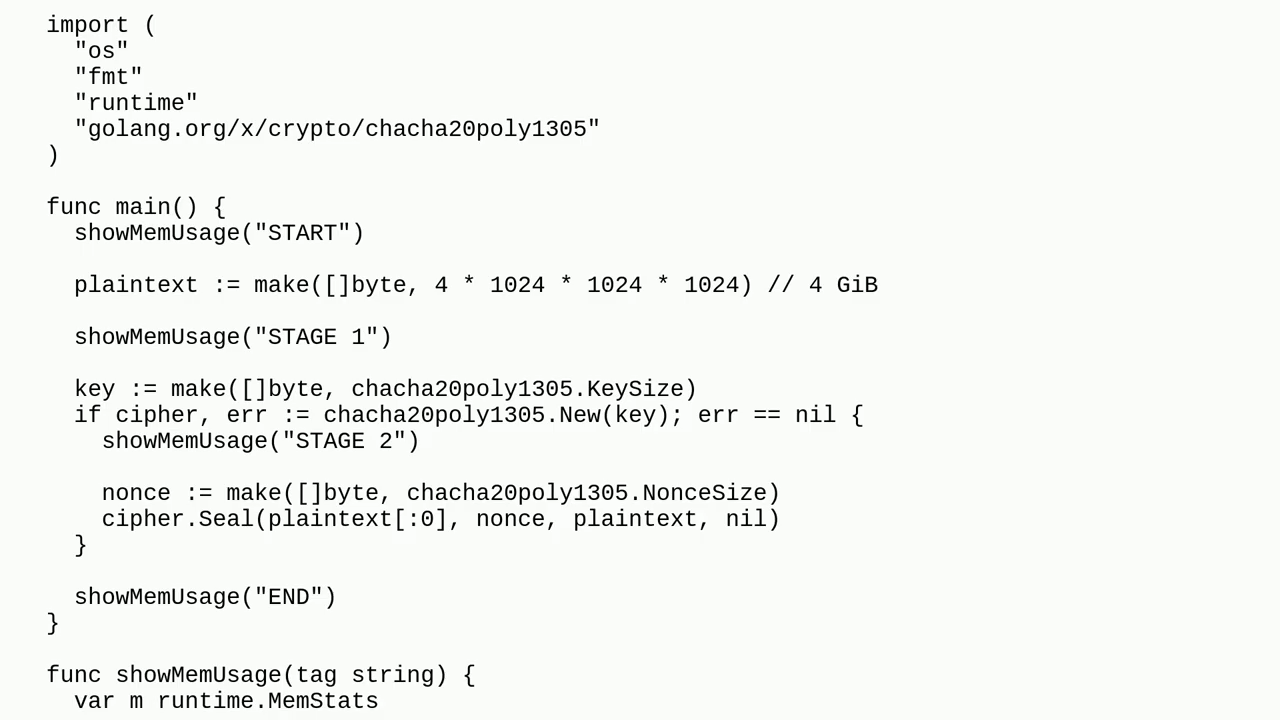 import (
  "os"
  "fmt"
  "runtime"
  "golang.org/x/crypto/chacha20poly1305"
)

func main() {
  showMemUsage("START")

  plaintext := make([]byte, 4 * 1024 * 1024 * 1024) // 4 GiB

  showMemUsage("STAGE 1")

  key := make([]byte, chacha20poly1305.KeySize)
  if cipher, err := chacha20poly1305.New(key); err == nil {
    showMemUsage("STAGE 2")

    nonce := make([]byte, chacha20poly1305.NonceSize)
    cipher.Seal(plaintext[:0], nonce, plaintext, nil)
  }

  showMemUsage("END")
}

func showMemUsage(tag string) {
  var m runtime.MemStats